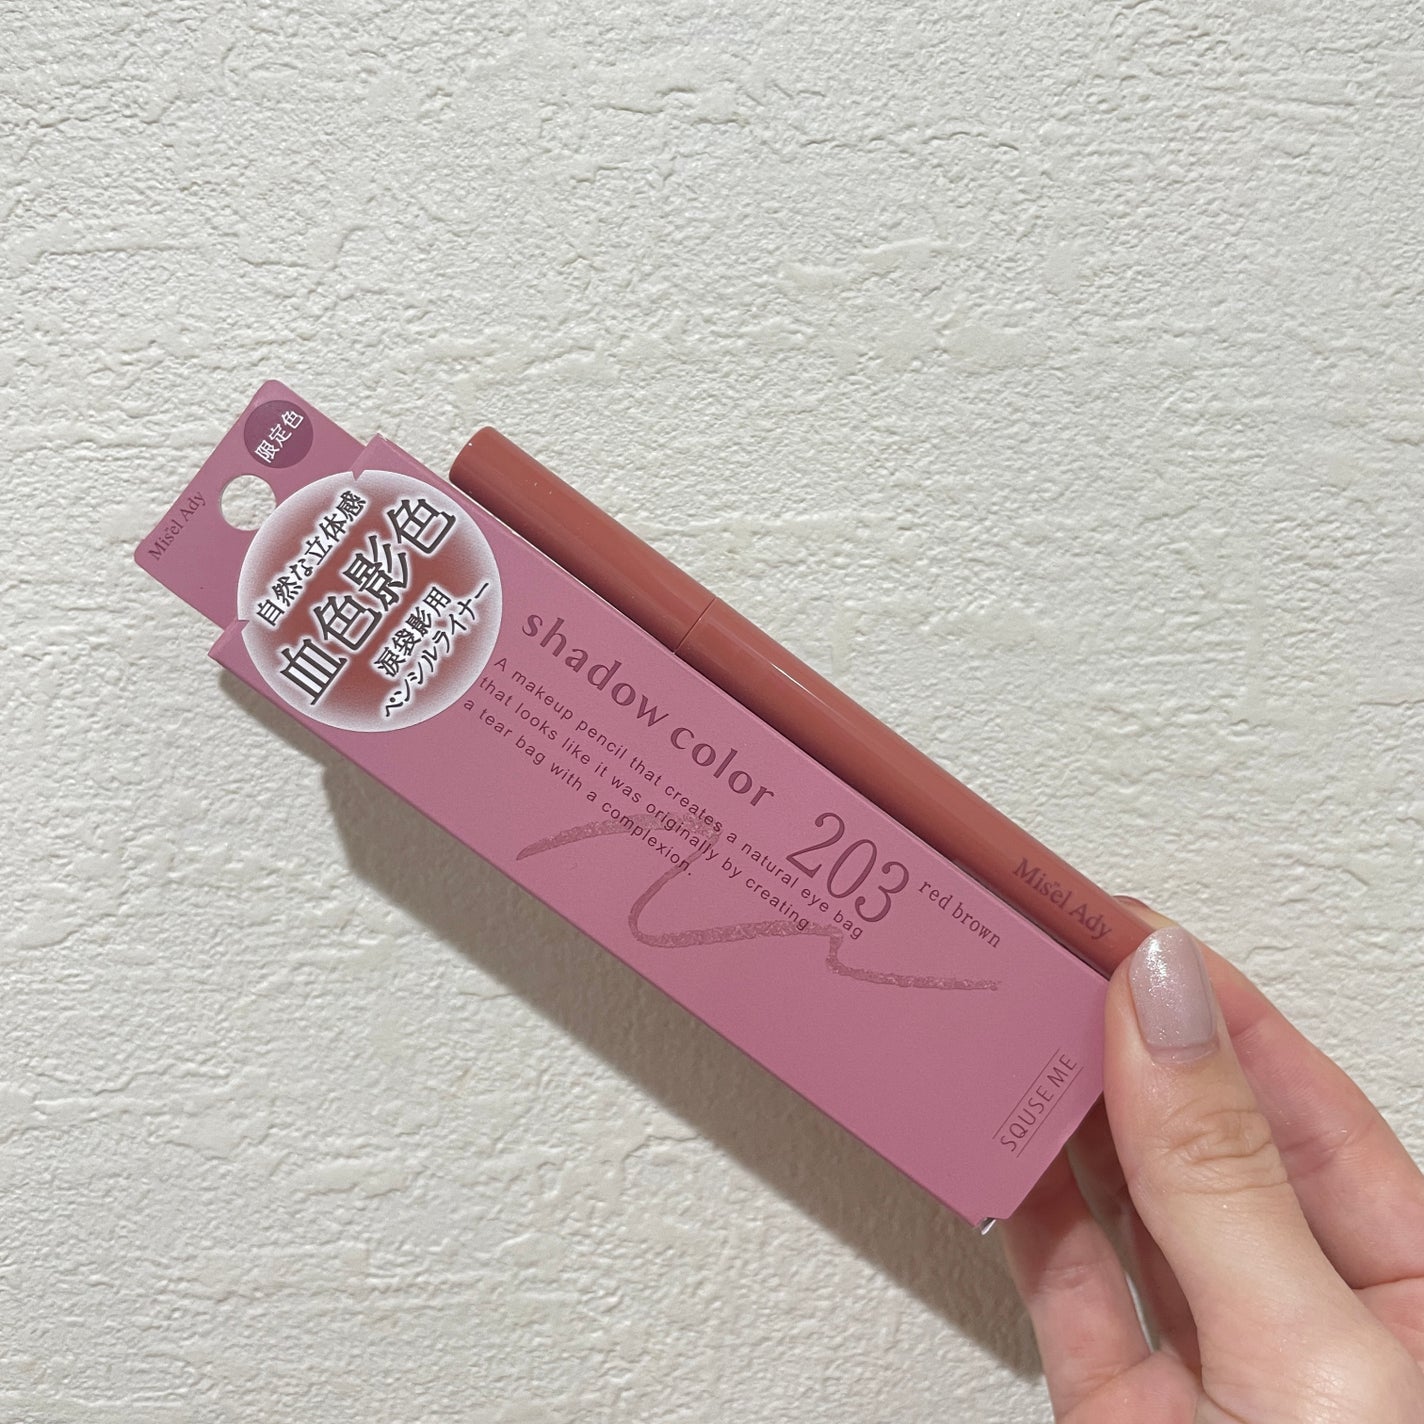 限定色
Misel Ady
自然な立体感
血色影色
涙袋影用
ペンシルライナー
shadow color
A makeup pencil that creates a natural eye bag
that looks like it was originally by creating
a tear bag with a complexion.
203
red brown
SQUSE ME
Misel Ady